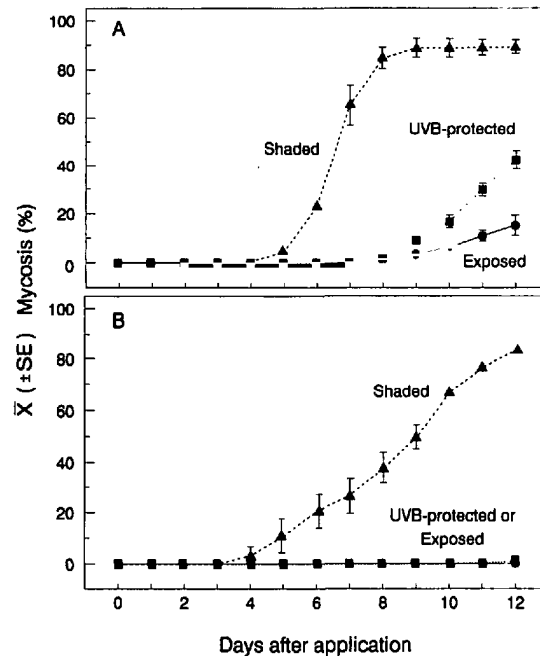 A
100
80
60
40
20
0
Shaded
UVB-protected
Exposed
X̅ (±SE) Mycosis (%)
B
100
80
60
40
20
0
Shaded
UVB-protected or
Exposed
0 2 4 6 8 10 12
Days after application